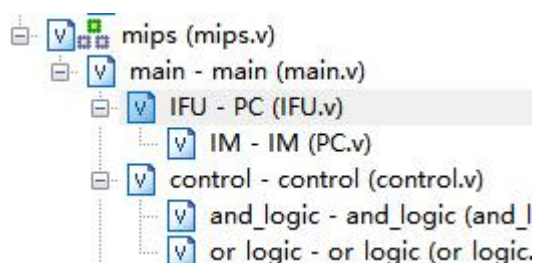 mips (mips.v)
main - main (main.v)
IFU - PC (IFU.v)
IM - IM (PC.v)
control - control (control.v)
and_logic - and_logic (and_l
or logic - or logic (or logic.